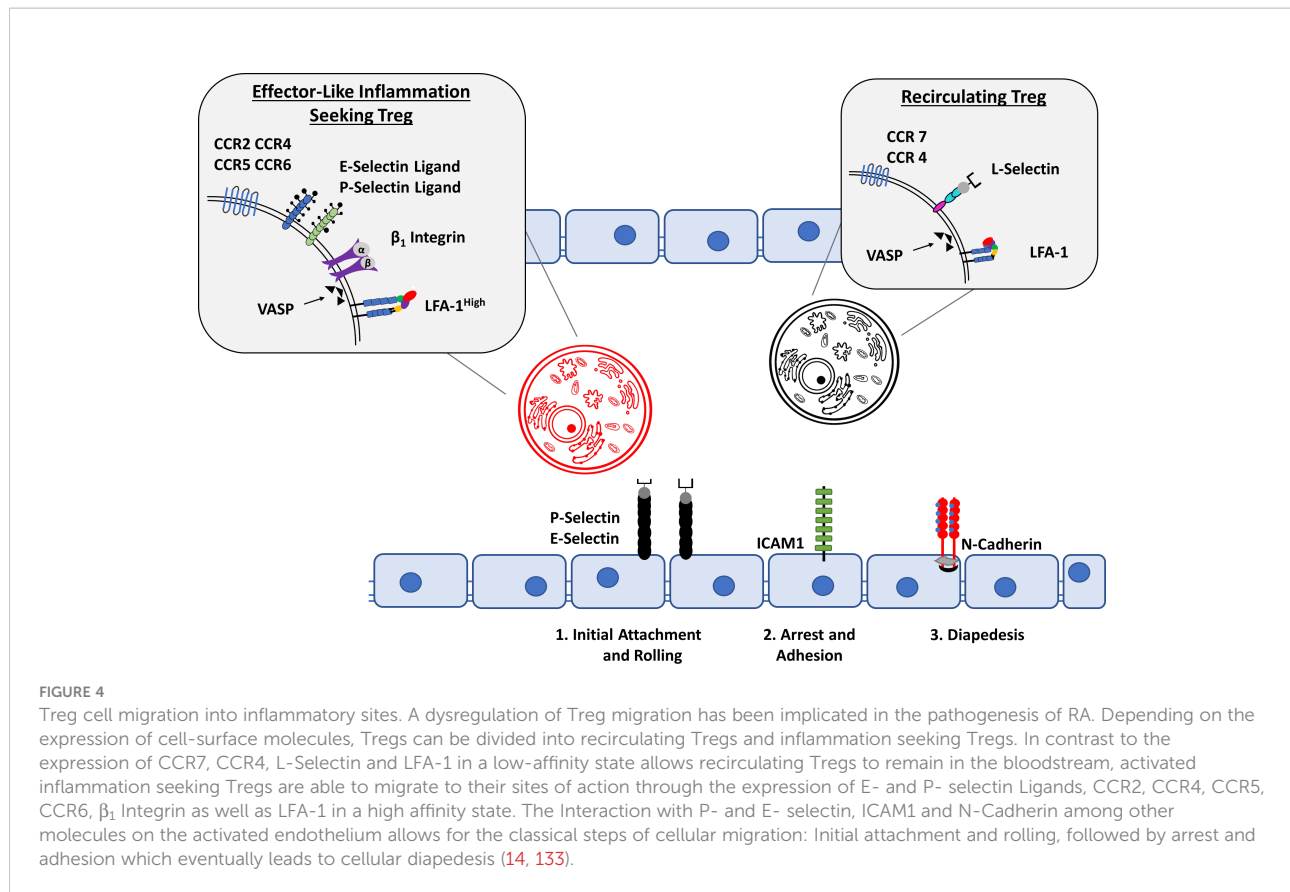 Effector-Like Inflammation
Seeking Treg
CCR2 CCR4
CCR5 CCR6
E-Selectin Ligand
P-Selectin Ligand
β₁ Integrin
α
β
VASP
LFA-1ᴴⁱᵍʰ
Recirculating Treg
CCR 7
CCR 4
L-Selectin
VASP
LFA-1
P-Selectin
E-Selectin
ICAM1
N-Cadherin
1. Initial Attachment
and Rolling
2. Arrest and
Adhesion
3. Diapedesis
FIGURE 4
Treg cell migration into inflammatory sites. A dysregulation of Treg migration has been implicated in the pathogenesis of RA. Depending on the
expression of cell-surface molecules, Tregs can be divided into recirculating Tregs and inflammation seeking Tregs. In contrast to the
expression of CCR7, CCR4, L-Selectin and LFA-1 in a low-affinity state allows recirculating Tregs to remain in the bloodstream, activated
inflammation seeking Tregs are able to migrate to their sites of action through the expression of E- and P- selectin Ligands, CCR2, CCR4, CCR5,
CCR6, β₁ Integrin as well as LFA-1 in a high affinity state. The Interaction with P- and E- selectin, ICAM1 and N-Cadherin among other
molecules on the activated endothelium allows for the classical steps of cellular migration: Initial attachment and rolling, followed by arrest and
adhesion which eventually leads to cellular diapedesis (14, 133).